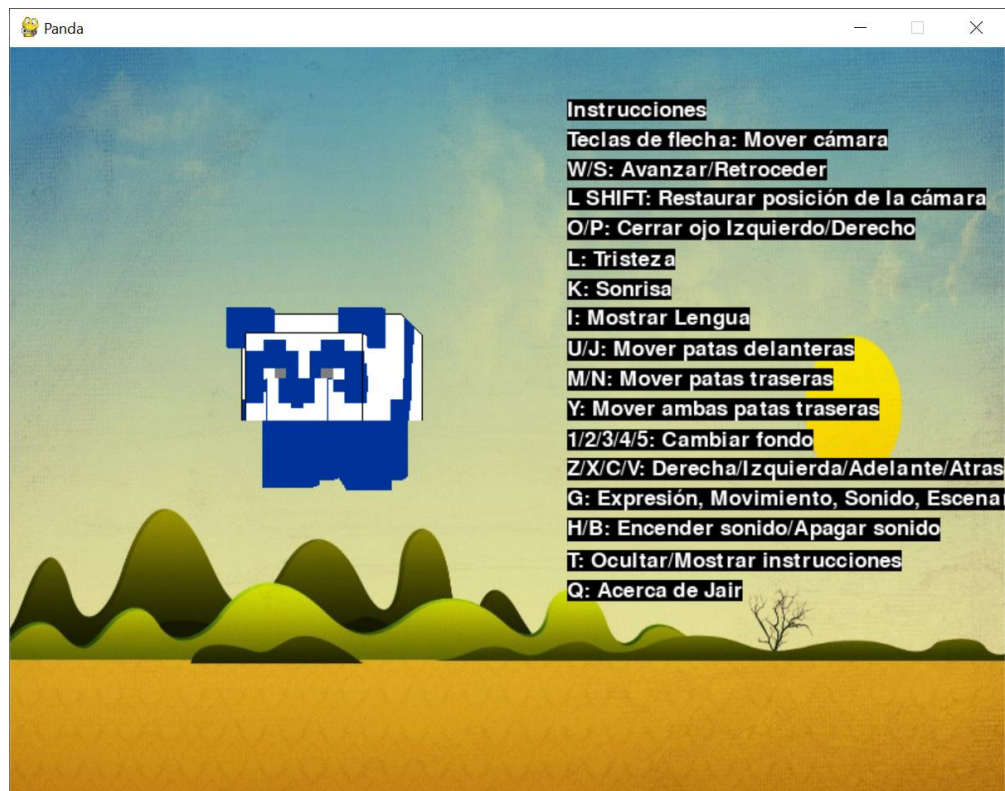 Panda
Instrucciones
Teclas de flecha: Mover cámara
W/S: Avanzar/Retroceder
L SHIFT: Restaurar posición de la cámara
O/P: Cerrar ojo Izquierdo/Derecho
L: Tristeza
K: Sonrisa
I: Mostrar Lengua
U/J: Mover patas delanteras
M/N: Mover patas traseras
Y: Mover ambas patas traseras
1/2/3/4/5: Cambiar fondo
Z/X/C/V: Derecha/Izquierda/Adelante/Atras
G: Expresión, Movimiento, Sonido,
H/B: Encender sonido/Apagar sonido
T: Ocultar/Mostrar instrucciones
Q: Acerca de Jair